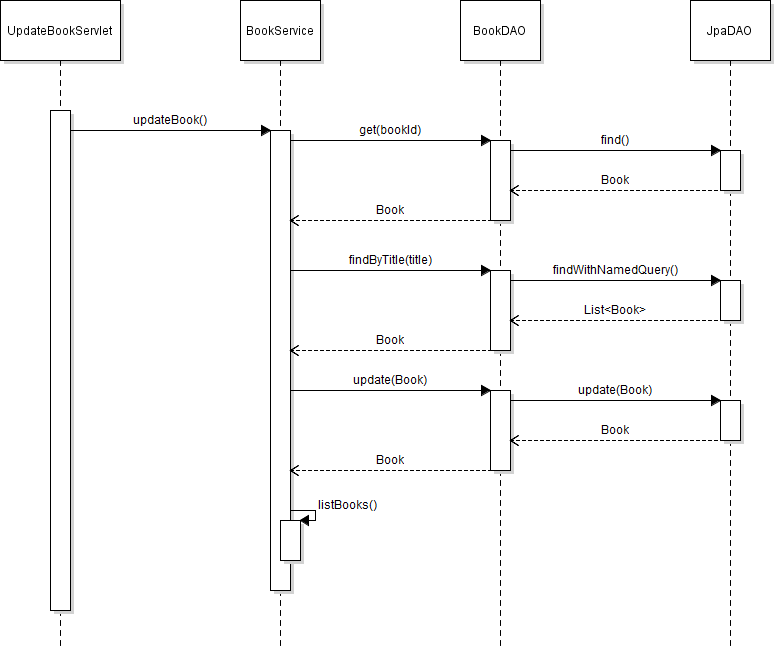 UpdateBookServlet
BookService
BookDAO
JpaDAO
updateBook()
get(bookId)
find()
Book
Book
findByTitle(title)
findWithNamedQuery()
List<Book>
Book
update(Book)
update(Book)
Book
Book
listBooks()